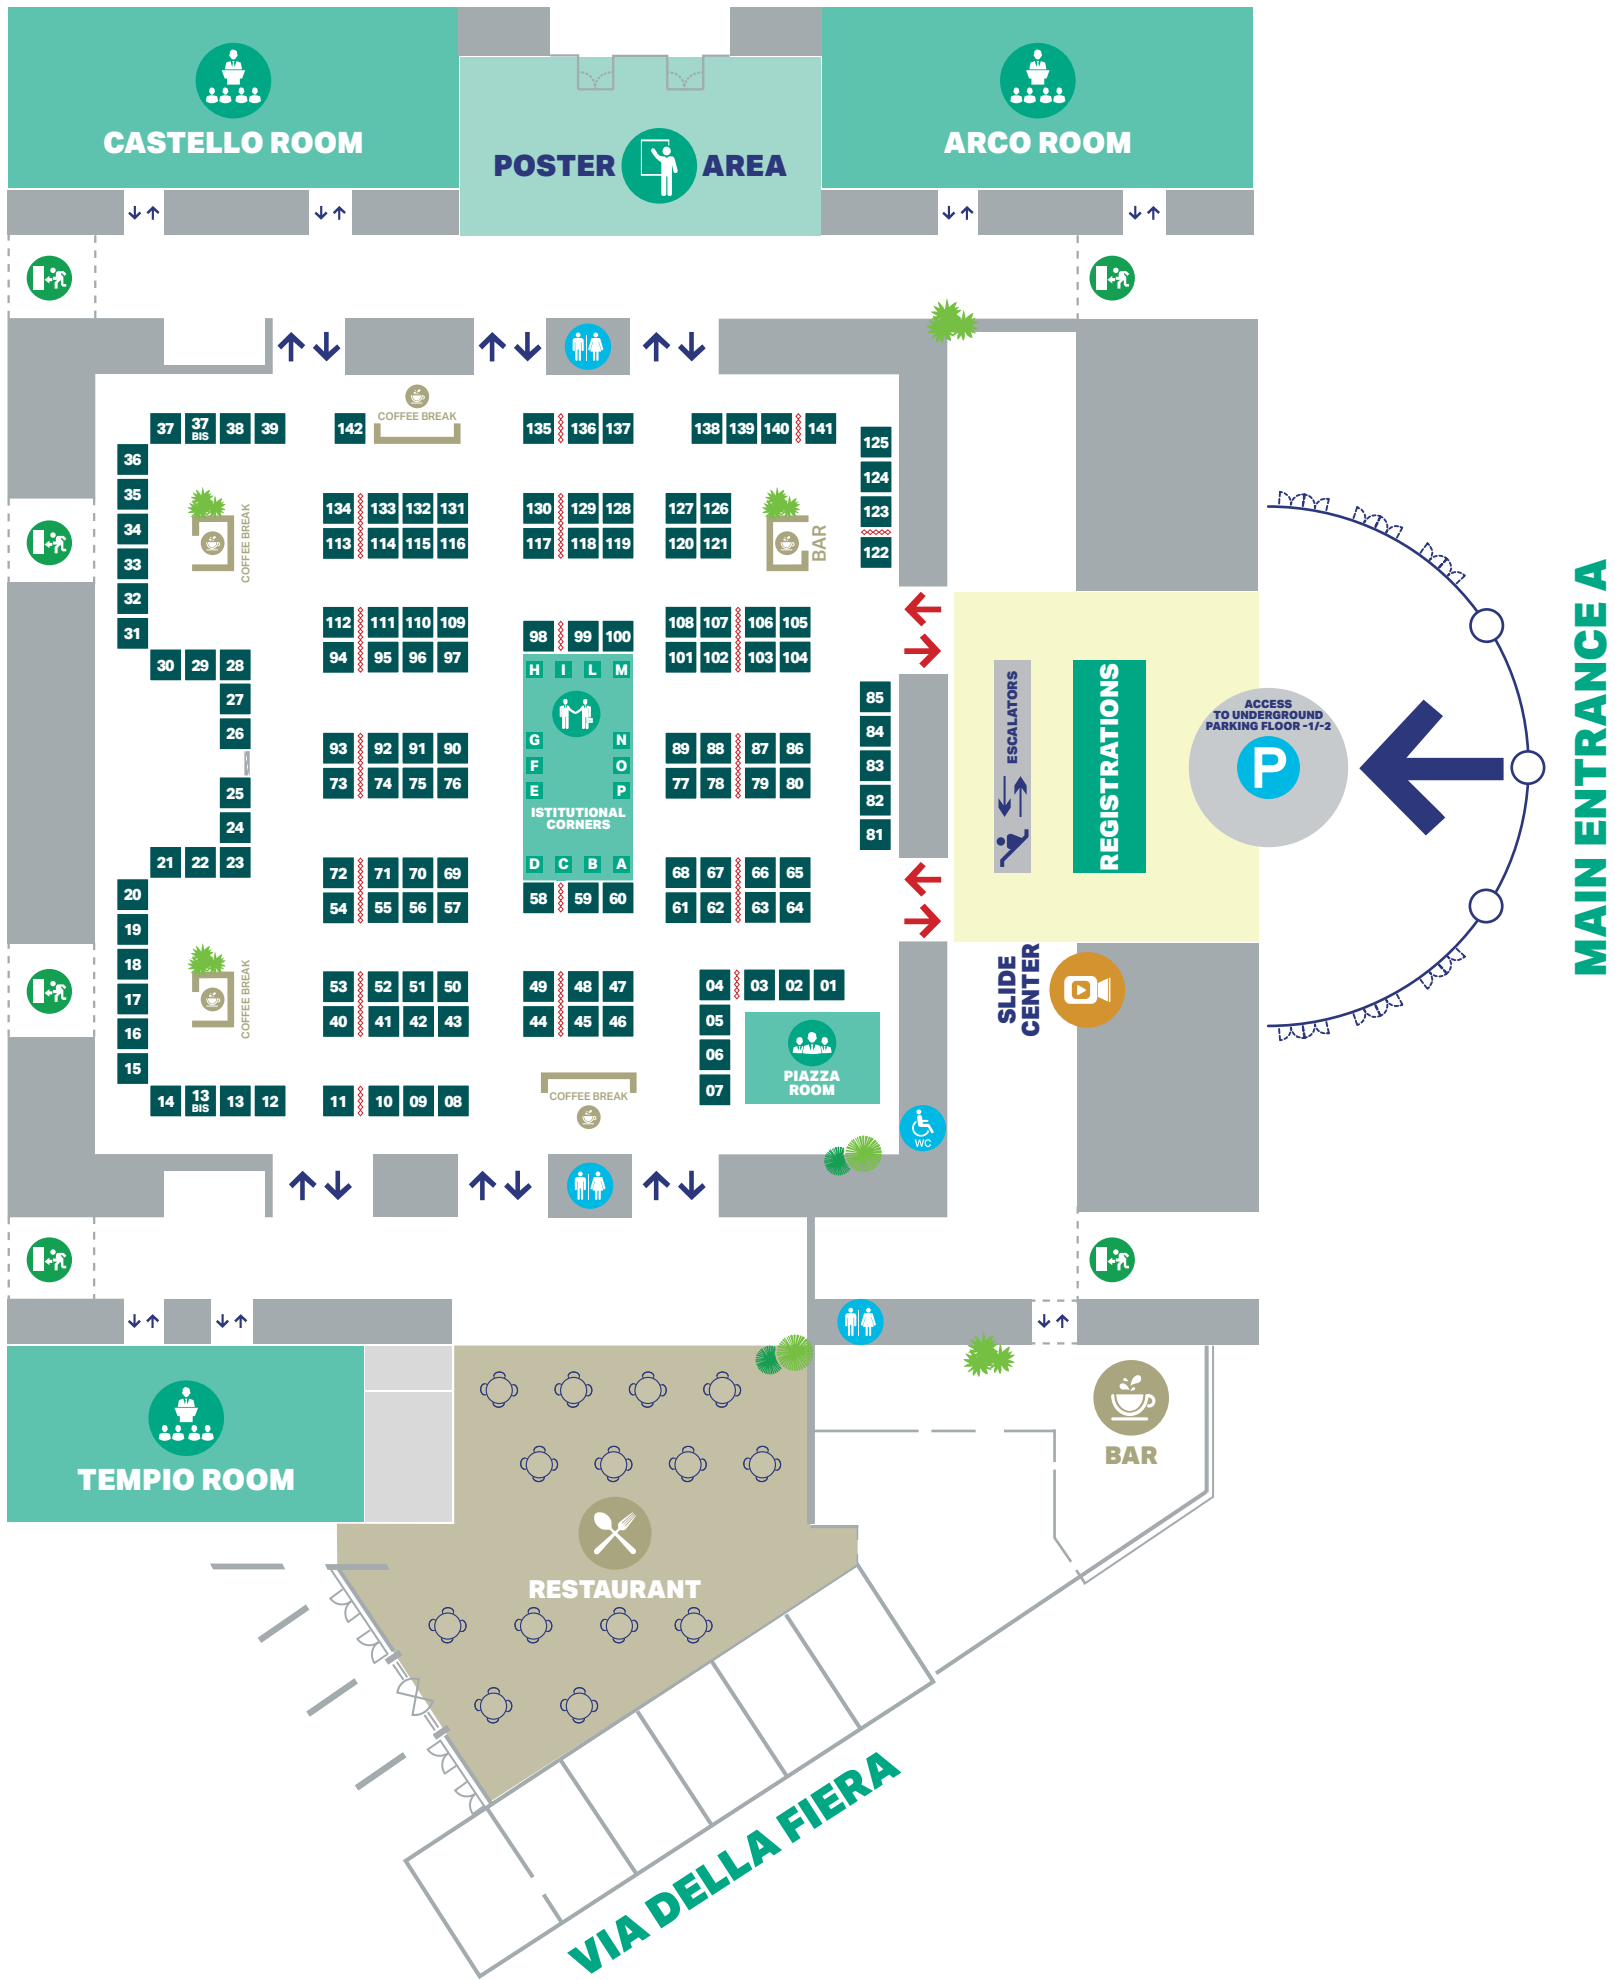 CASTELLO ROOM
POSTER AREA
ARCO ROOM
COFFEE BREAK
37 37 BIS 38 39
142
135 136 137
138 139 140 141
125
124
123
122
36
35
34
33
32
31
COFFEE BREAK
134 133 132 131
113 114 115 116
130 129 128
117 118 119
127 126
120 121
BAR
112 111 110 109
94 95 96 97
98 99 100
108 107 106 105
101 102 103 104
30 29 28
27
26
H I L M
G N
F O
E P
ISTITUTIONAL
CORNERS
D C B A
93 92 91 90
73 74 75 76
89 88 87 86
77 78 79 80
85
84
83
82
81
ESCALATORS
REGISTRATIONS
ACCESS
TO UNDERGROUND
PARKING FLOOR -1/-2
P
MAIN ENTRANCE A
25
24
21 22 23
20
19
18
17
16
15
72 71 70 69
54 55 56 57
58 59 60
68 67 66 65
61 62 63 64
COFFEE BREAK
SLIDE
CENTER
53 52 51 50
40 41 42 43
49 48 47
44 45 46
04 03 02 01
05
06
07
PIAZZA
ROOM
14 13 BIS 13 12
11 10 09 08
COFFEE BREAK
WC
TEMPIO ROOM
BAR
RESTAURANT
VIA DELLA FIERA